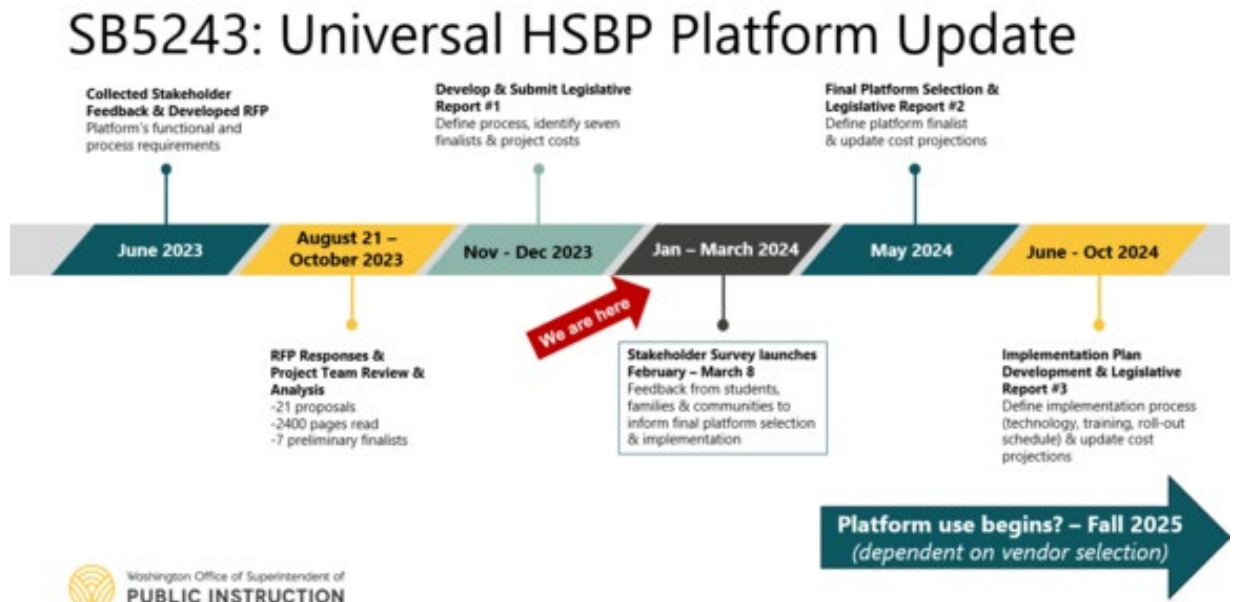 SB5243: Universal HSBP Platform Update
Collected Stakeholder
Feedback & Developed RFP
Platform's functional and
process requirements
Develop & Submit Legislative
Report #1
Define process, identify seven
finalists & project costs
Final Platform Selection &
Legislative Report #2
Define platform finalist
& update cost projections
June 2023
August 21 –
October 2023
Nov - Dec 2023
Jan – March 2024
May 2024
June - Oct 2024
We are here
RFP Responses &
Project Team Review &
Analysis
-21 proposals
-2400 pages read
-7 preliminary finalists
Stakeholder Survey launches
February – March 8
Feedback from students,
families & communities to
inform final platform selection
& implementation
Implementation Plan
Development & Legislative
Report #3
Define implementation process
(technology, training, roll-out
schedule) & update cost
projections
Platform use begins? – Fall 2025
(dependent on vendor selection)
Washington Office of Superintendent of
PUBLIC INSTRUCTION